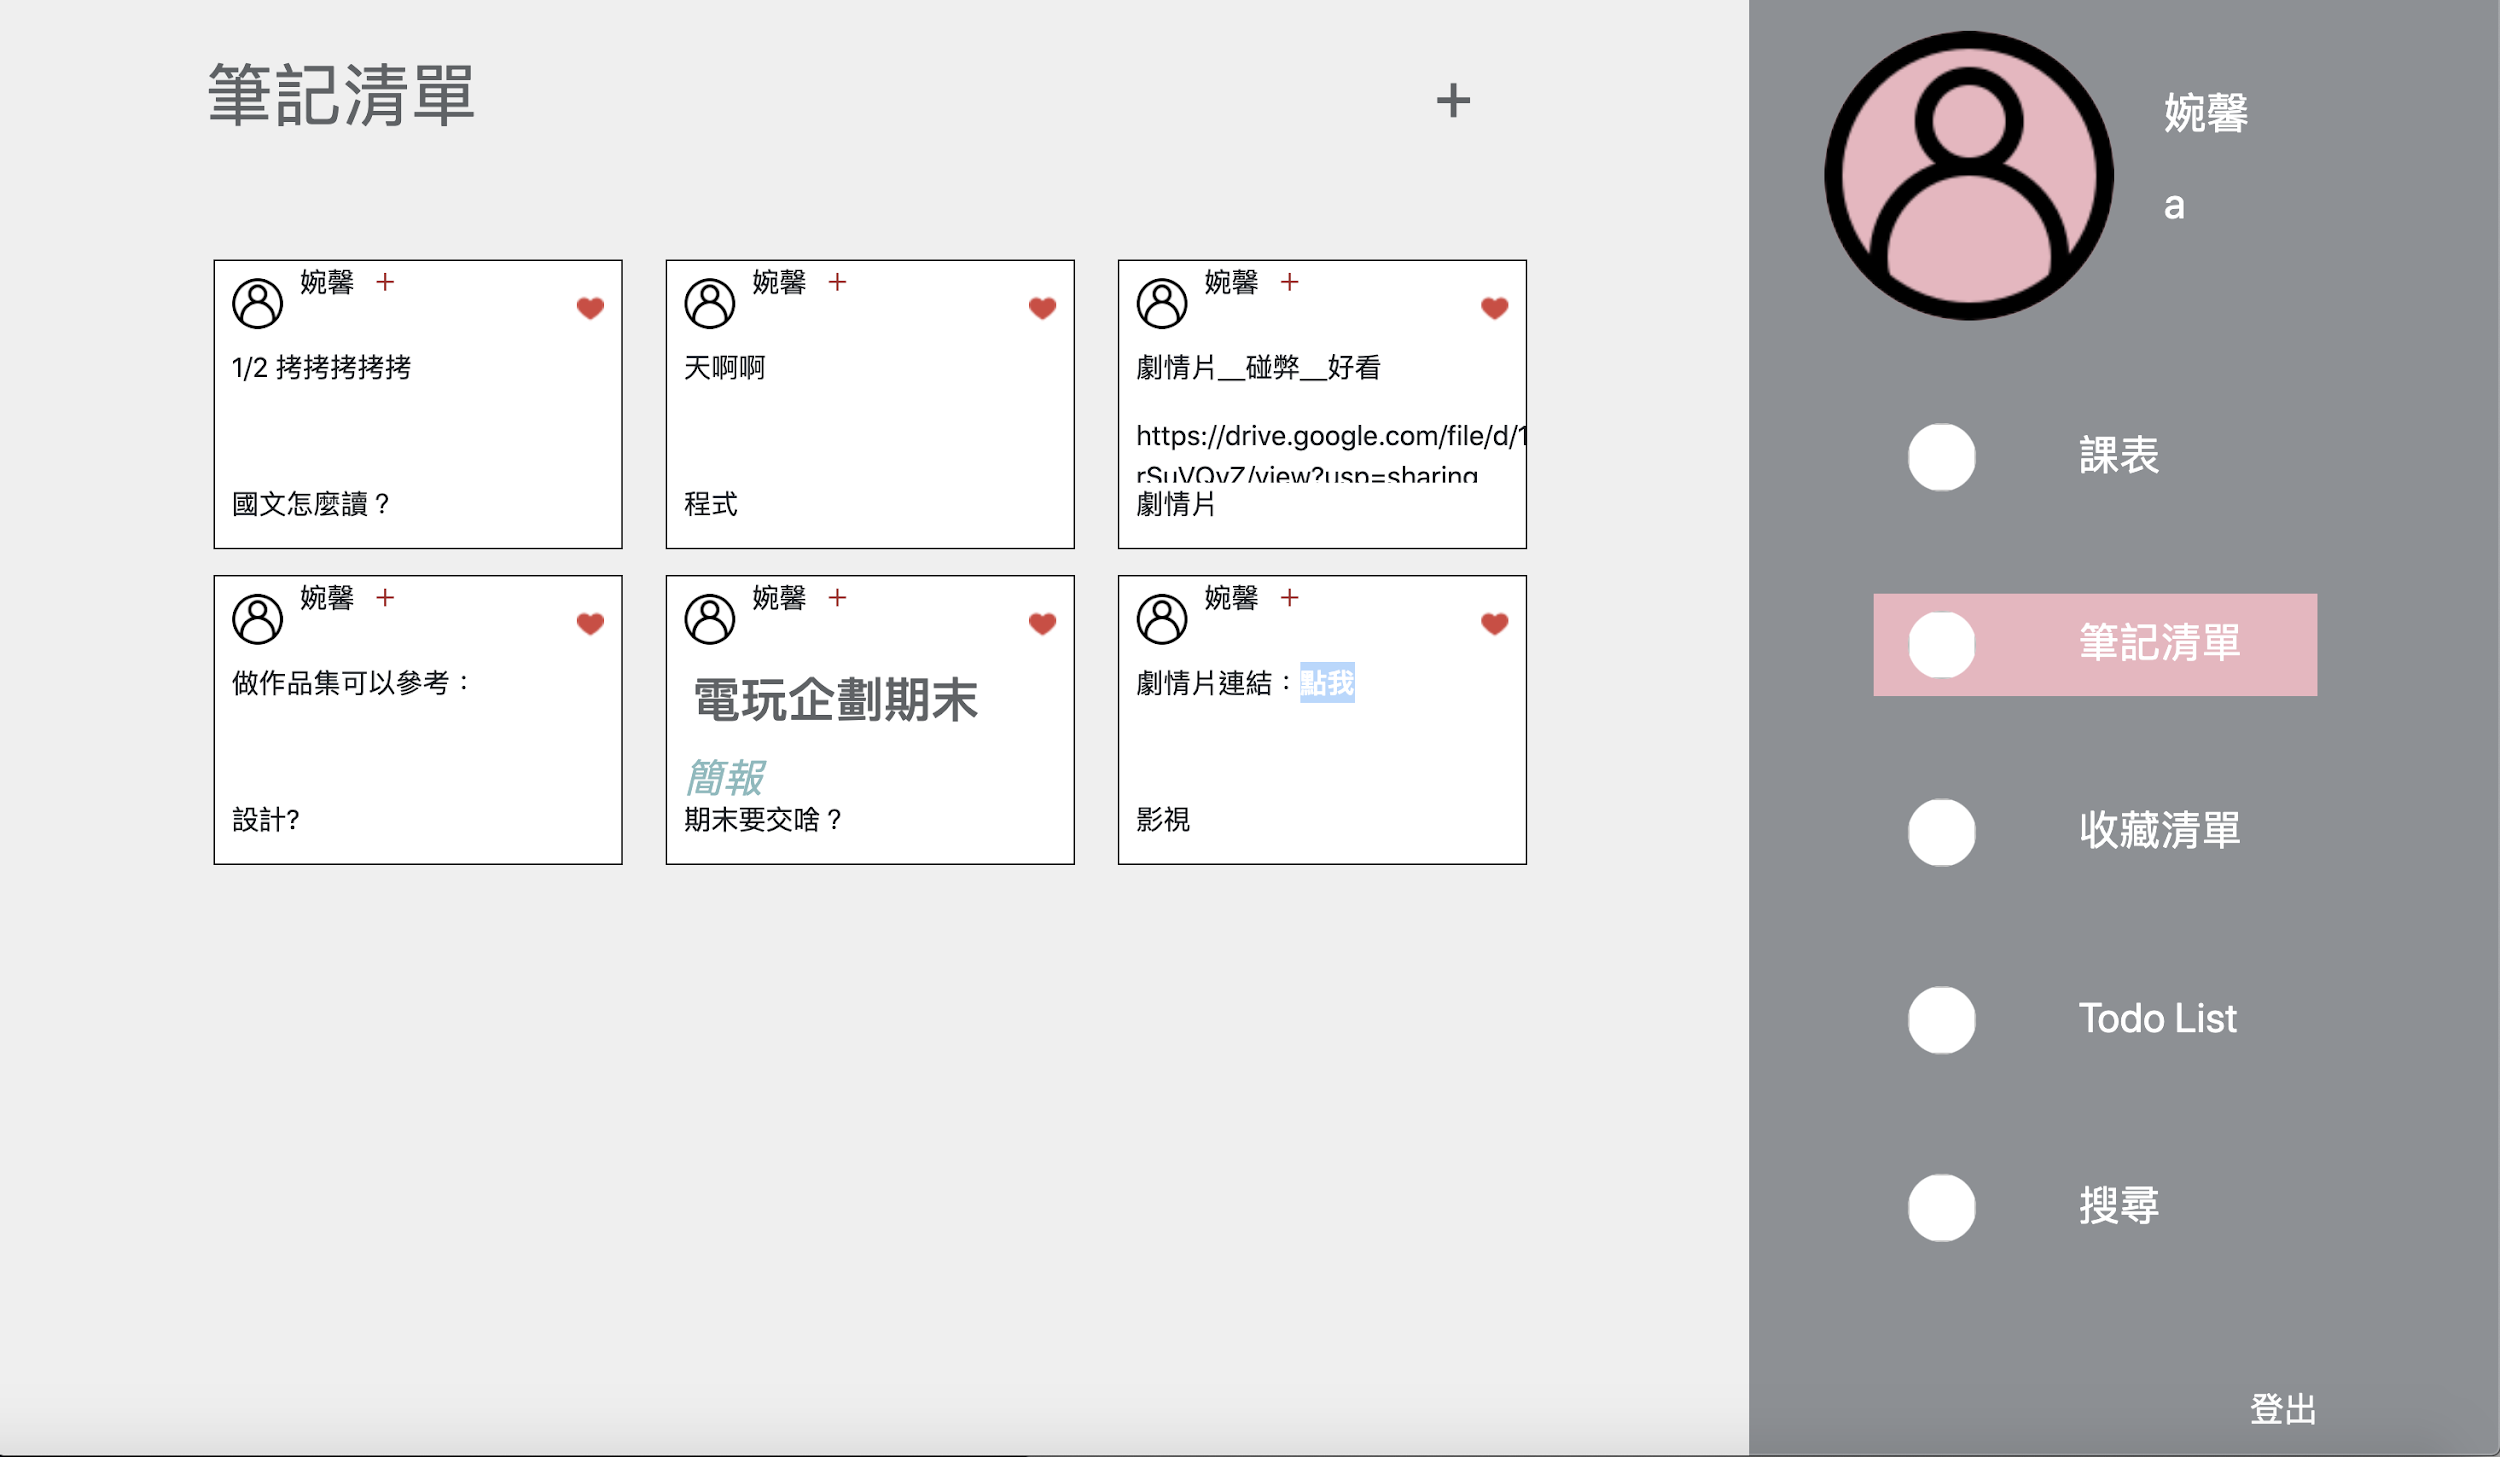 筆記清單
+
婉馨 +
1/2 拷拷拷拷拷
國文怎麼讀？
婉馨 +
天啊啊
程式
婉馨 +
劇情片__碰弊__好看
https://drive.google.com/file/d/1
rSuVQyZ/view?usp=sharing
劇情片
婉馨 +
做作品集可以參考：
設計?
婉馨 +
電玩企劃期末
簡報
期末要交啥？
婉馨 +
劇情片連結：點我
影視
婉馨
a
課表
筆記清單
收藏清單
Todo List
搜尋
登出